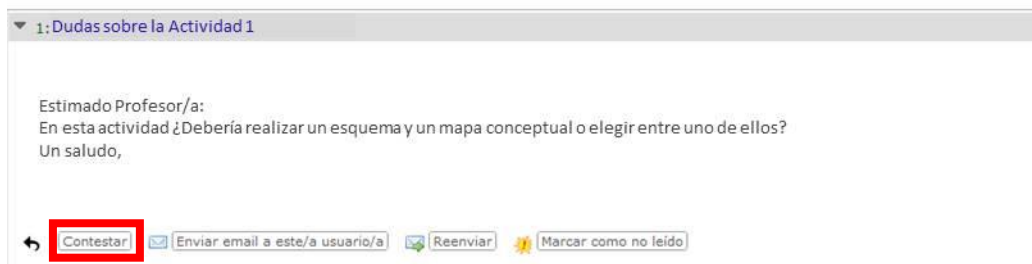 1: Dudas sobre la Actividad 1
Estimado Profesor/a:
En esta actividad ¿Debería realizar un esquema y un mapa conceptual o elegir entre uno de ellos?
Un saludo,
Contestar Enviar email a este/a usuario/a Reenviar Marcar como no leído